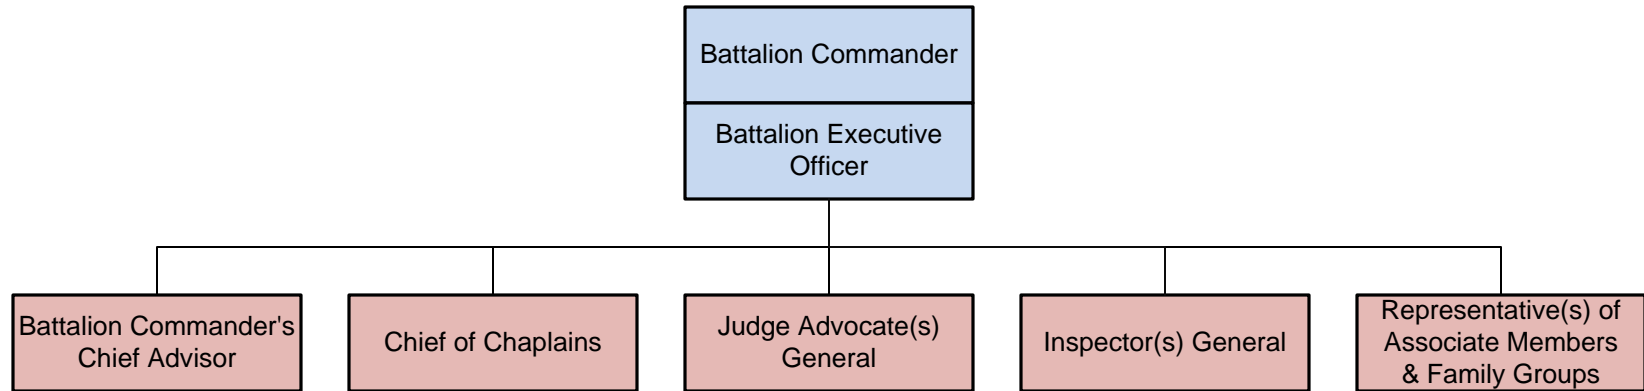 Battalion Commander
Battalion Executive
Officer
Battalion Commander's
Chief Advisor
Chief of Chaplains
Judge Advocate(s)
General
Inspector(s) General
Representative(s) of
Associate Members
& Family Groups